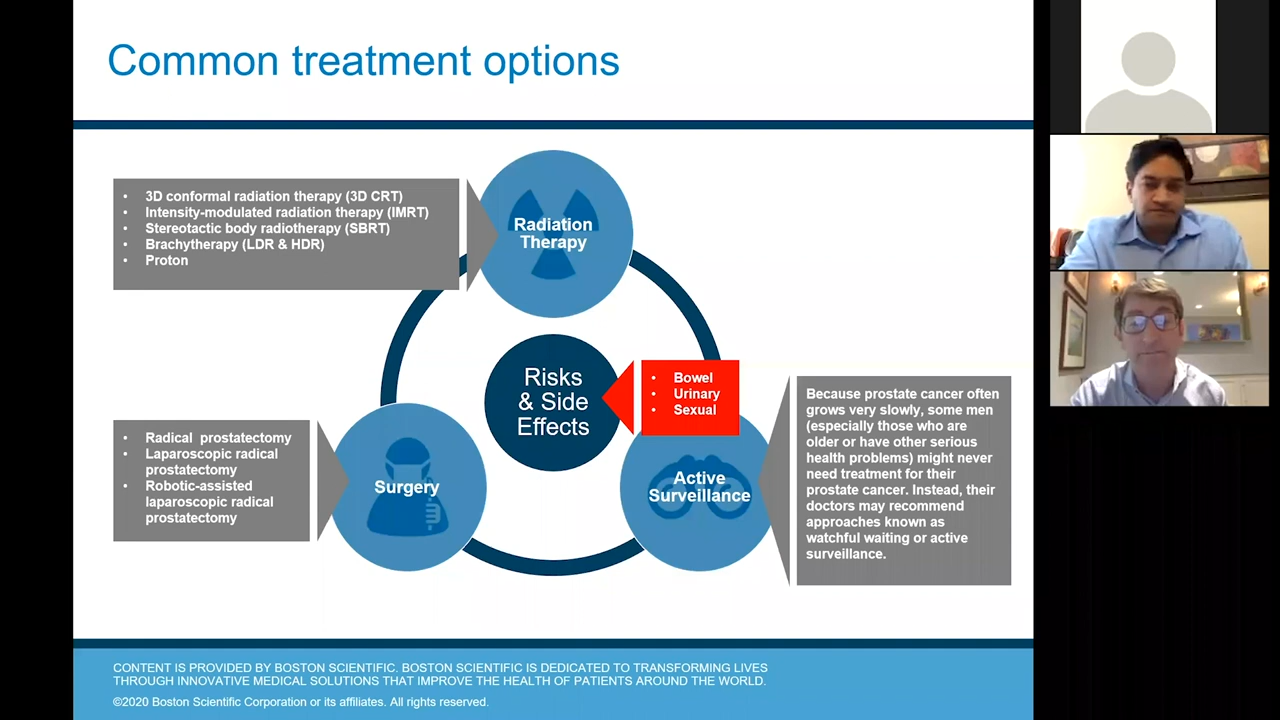 Common treatment options
• 3D conformal radiation therapy (3D CRT)
• Intensity-modulated radiation therapy (IMRT)
• Stereotactic body radiotherapy (SBRT)
• Brachytherapy (LDR & HDR)
• Proton
Radiation
Therapy
Risks
& Side
Effects
• Bowel
• Urinary
• Sexual
• Radical prostatectomy
• Laparoscopic radical
prostatectomy
• Robotic-assisted
laparoscopic radical
prostatectomy
Surgery
Active
Surveillance
Because prostate cancer often
grows very slowly, some men
(especially those who are
older or have other serious
health problems) might never
need treatment for their
prostate cancer. Instead, their
doctors may recommend
approaches known as
watchful waiting or active
surveillance.
CONTENT IS PROVIDED BY BOSTON SCIENTIFIC. BOSTON SCIENTIFIC IS DEDICATED TO TRANSFORMING LIVES
THROUGH INNOVATIVE MEDICAL SOLUTIONS THAT IMPROVE THE HEALTH OF PATIENTS AROUND THE WORLD.
©2020 Boston Scientific Corporation or its affiliates. All rights reserved.